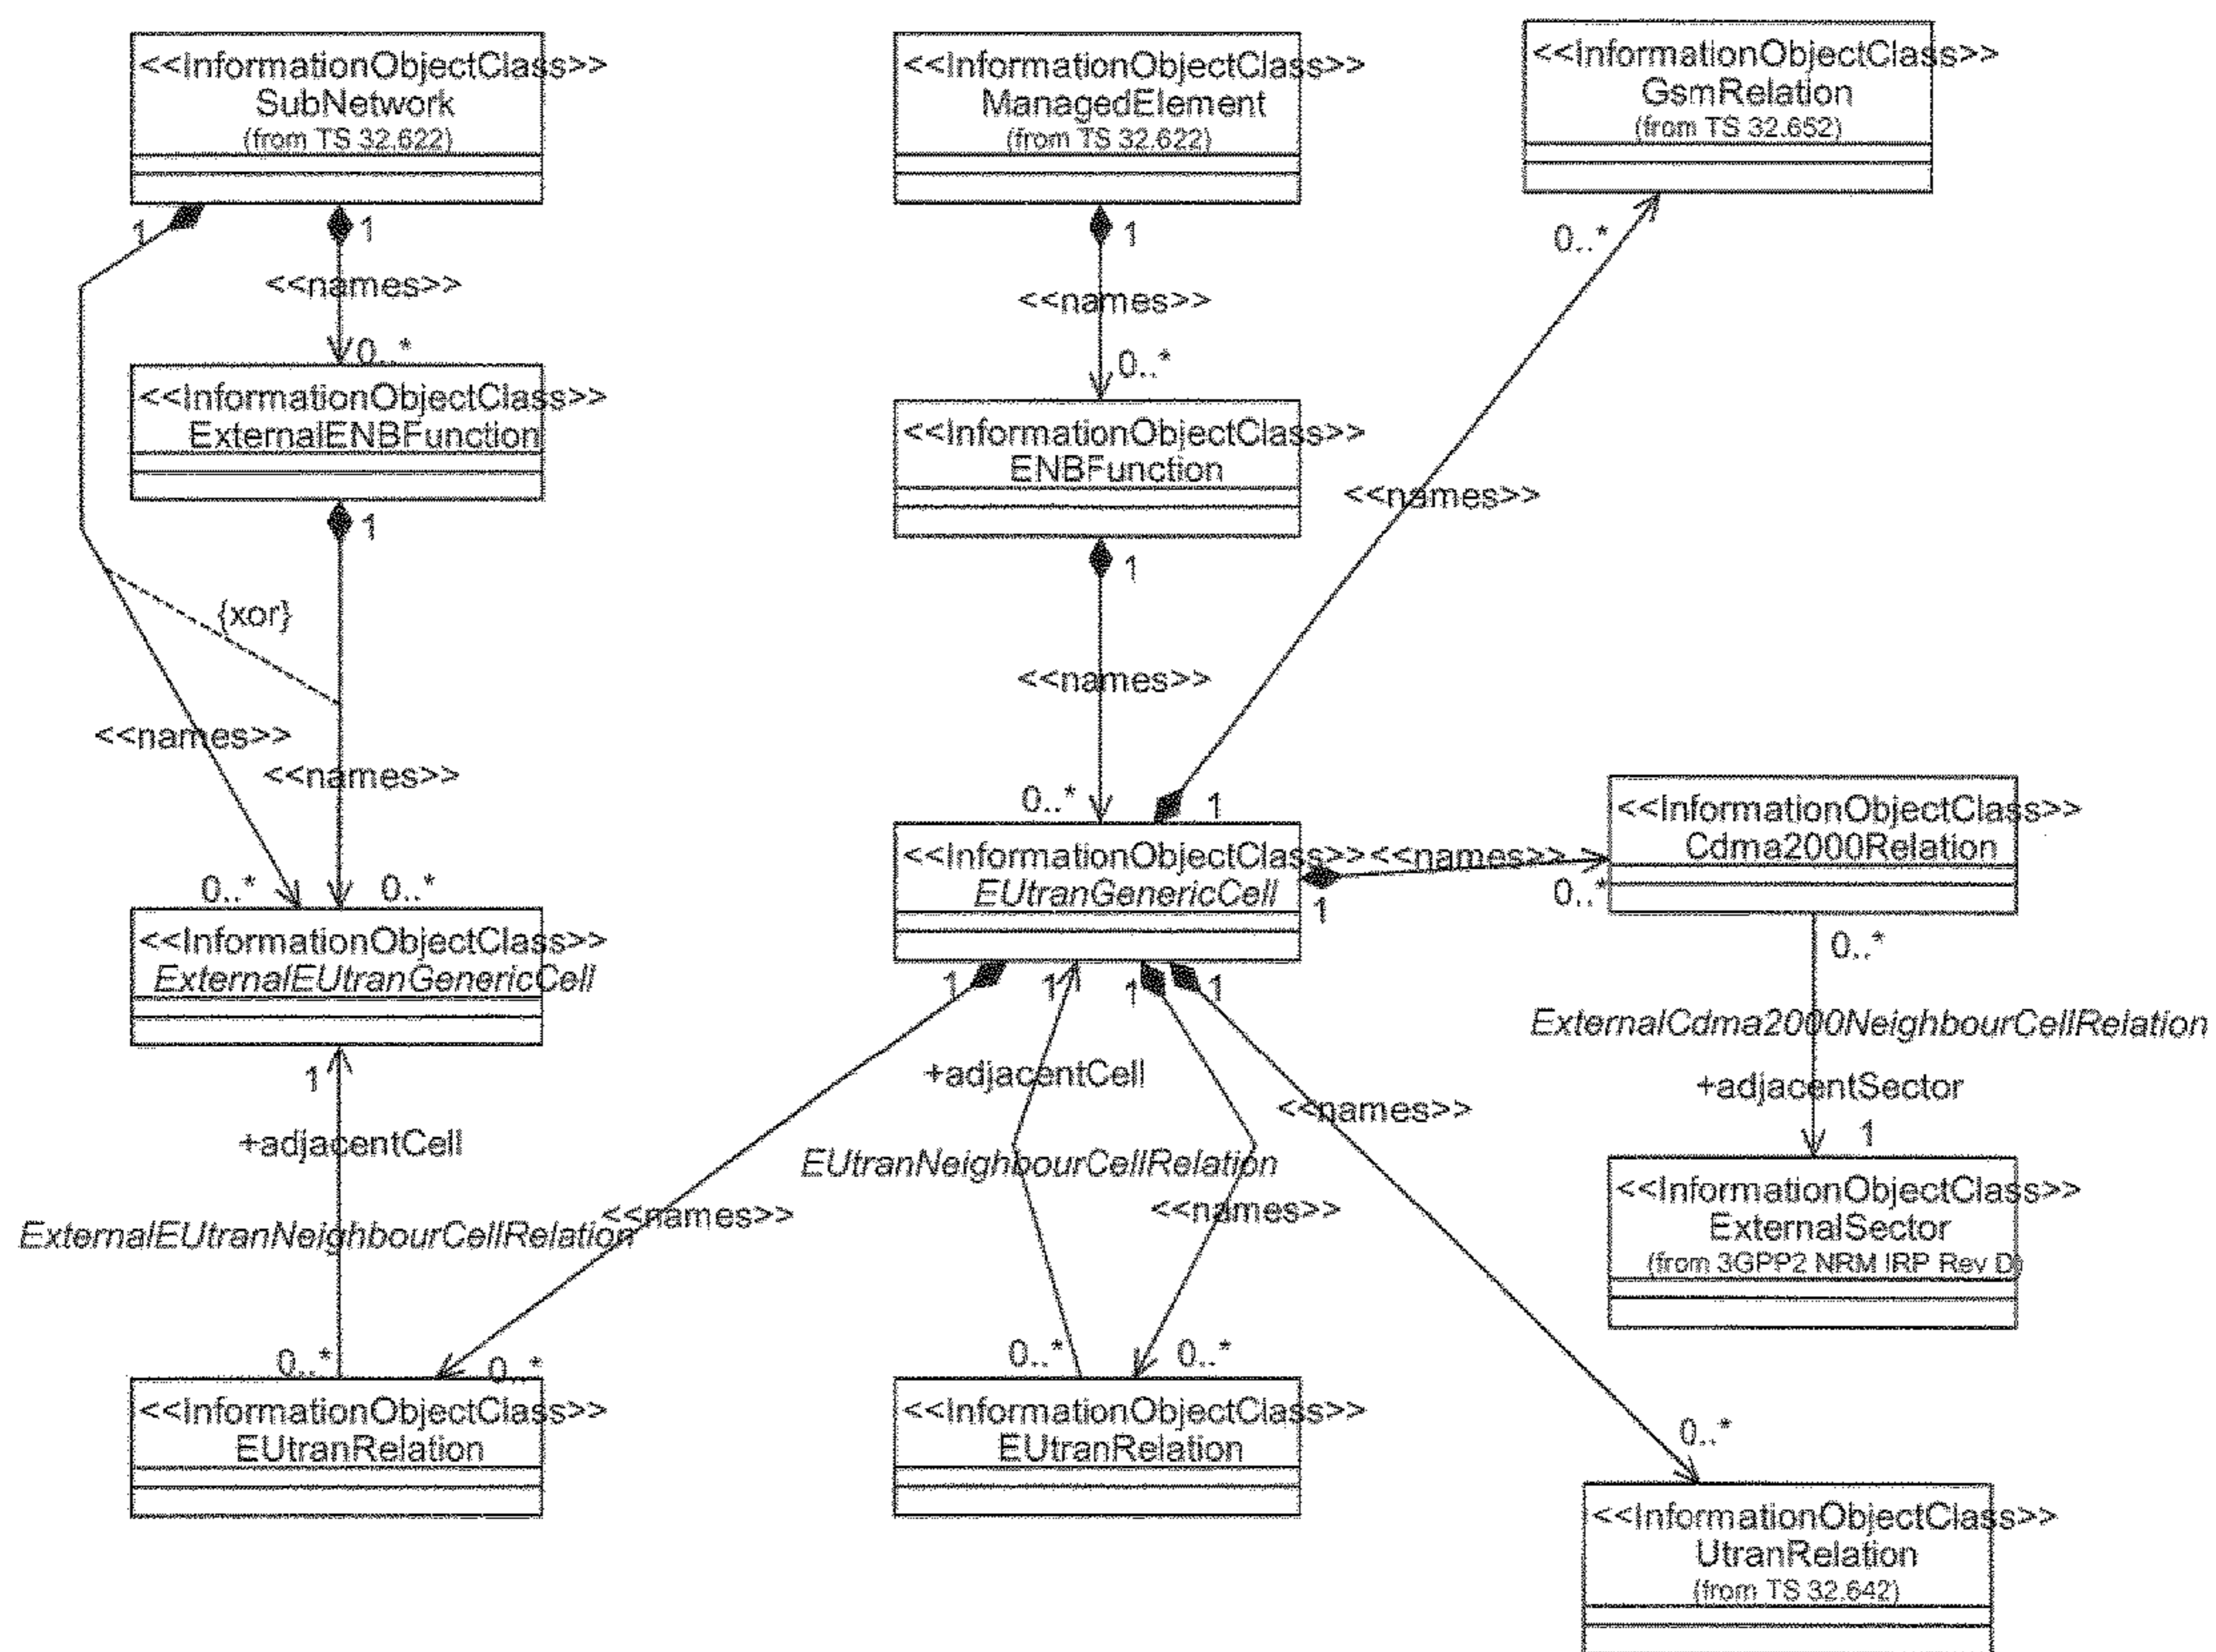 <<InformationObjectClass>>
SubNetwork
(from TS 32.622)
<<InformationObjectClass>>
ManagedElement
(from TS 32.622)
<<InformationObjectClass>>
GsmRelation
(from TS 32.652)
1
1
<<names>>
0..*
1
<<names>>
0..*
0..*
<<names>>
<<InformationObjectClass>>
ExternalENBFunction
<<InformationObjectClass>>
ENBFunction
1
{xor}
<<names>>
<<names>>
0..*
0..*
1
<<names>>
0..*
1
<<InformationObjectClass>>
ExternalEUtranGenericCell
<<InformationObjectClass>>
EUtranGenericCell
<<names>>
1
0..*
<<InformationObjectClass>>
Cdma2000Relation
1
1
1
1
1
0..*
ExternalCdma2000NeighbourCellRelation
+adjacentSector
1
+adjacentCell
ExternalEUtranNeighbourCellRelation
<<names>>
+adjacentCell
EUtranNeighbourCellRelation
<<names>>
<<names>>
<<InformationObjectClass>>
ExternalSector
(from 3GPP2 NRM IRP Rev D)
0..*
0..*
0..*
0..*
0..*
<<InformationObjectClass>>
EUtranRelation
<<InformationObjectClass>>
EUtranRelation
<<InformationObjectClass>>
UtranRelation
(from TS 32.642)